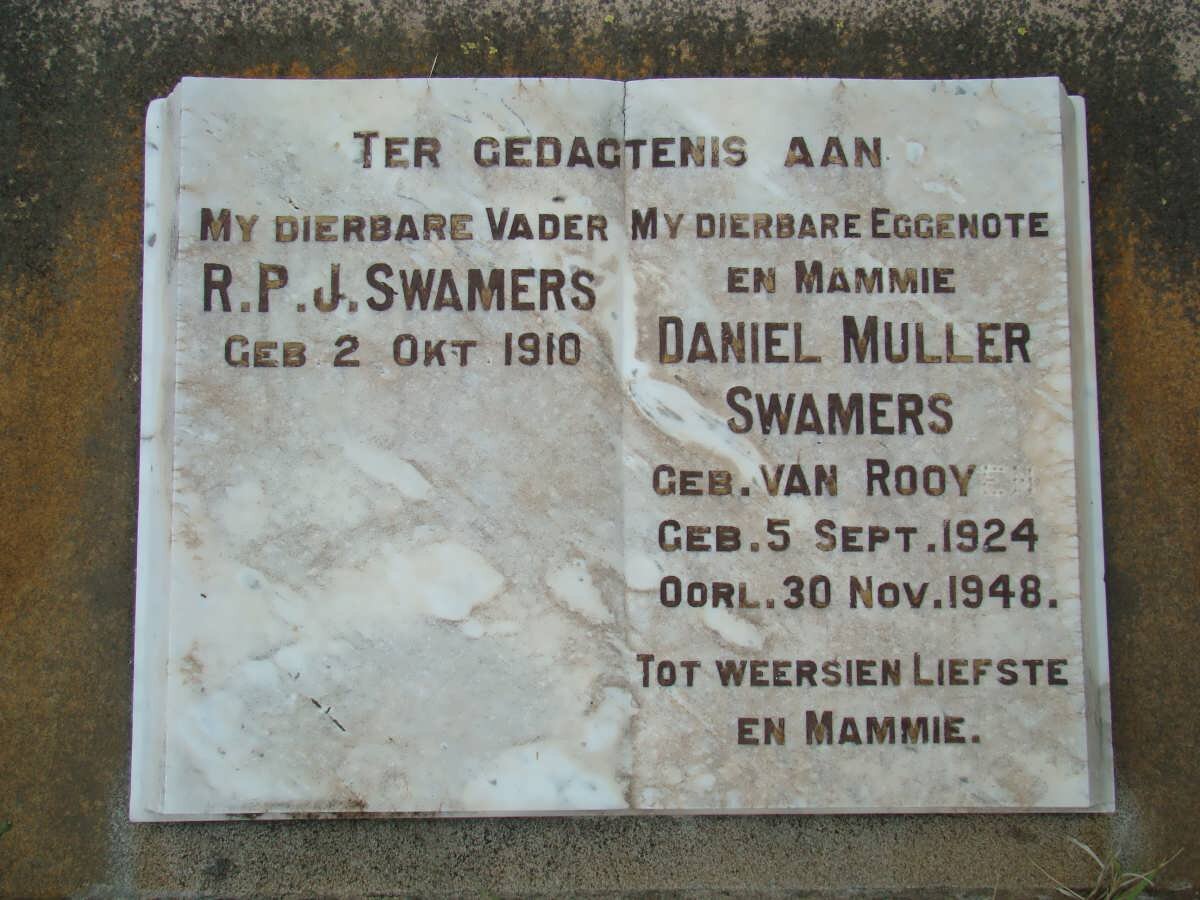 TER GEDAGTENIS AAN
MY DIERBARE VADER
R.P.J. SWAMERS
GEB 2 OKT 1910
MY DIERBARE EGGENOTE
EN MAMMIE
DANIEL MULLER
SWAMERS
GEB. VAN ROOY
GEB. 5 SEPT. 1924
OORL. 30 NOV. 1948.
TOT WEERSIEN LIEFSTE
EN MAMMIE.